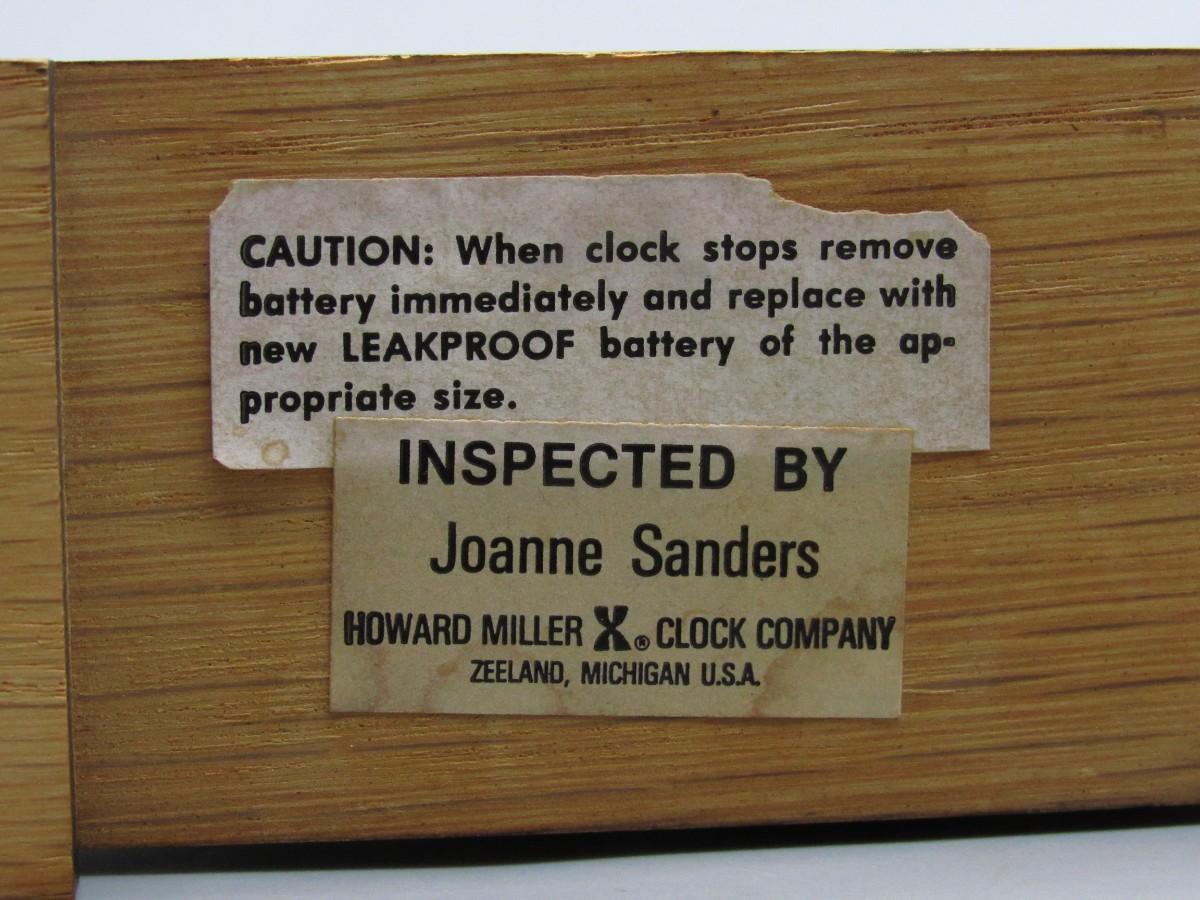 CAUTION: When clock stops remove
battery immediately and replace with
new LEAKPROOF battery of the ap-
propriate size.
INSPECTED BY
Joanne Sanders
HOWARD MILLER ® CLOCK COMPANY
ZEELAND, MICHIGAN U.S.A.